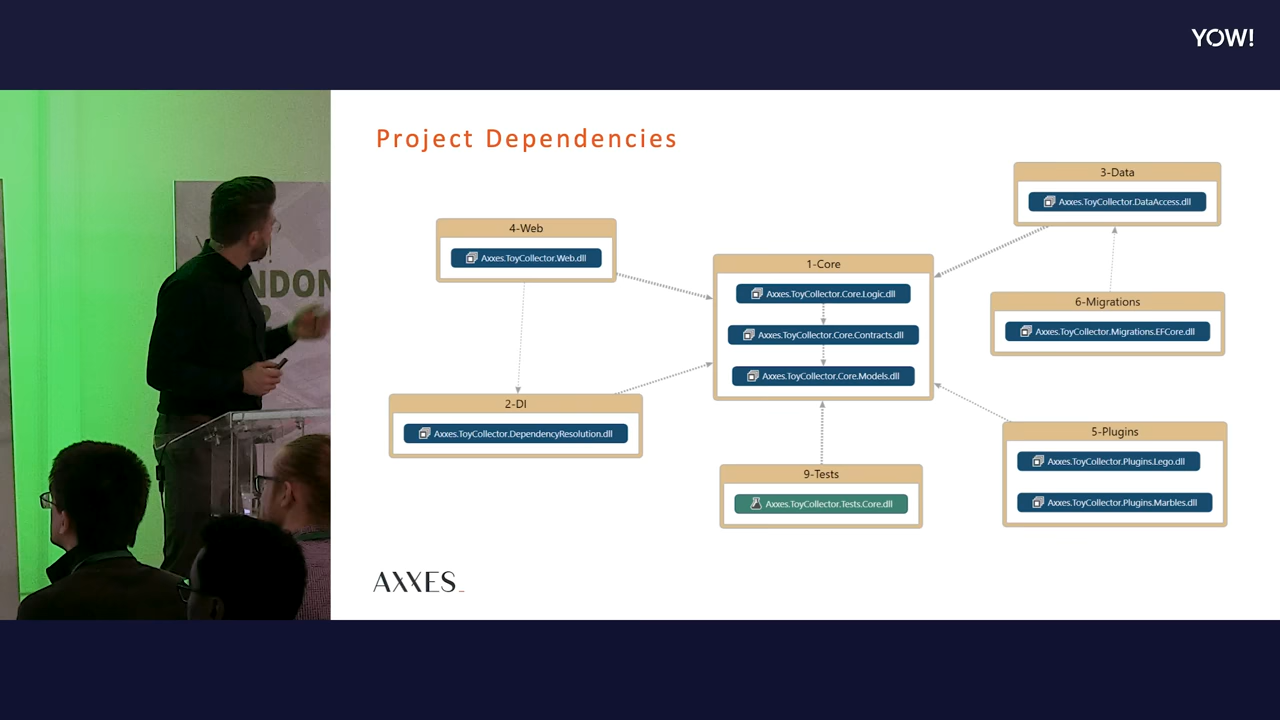 YOW!
Project Dependencies
3-Data
Axxes.ToyCollector.DataAccess.dll
4-Web
Axxes.ToyCollector.Web.dll
1-Core
Axxes.ToyCollector.Core.Logic.dll
Axxes.ToyCollector.Core.Contracts.dll
Axxes.ToyCollector.Core.Models.dll
6-Migrations
Axxes.ToyCollector.Migrations.EFCore.dll
2-DI
Axxes.ToyCollector.DependencyResolution.dll
5-Plugins
Axxes.ToyCollector.Plugins.Lego.dll
Axxes.ToyCollector.Plugins.Marbles.dll
9-Tests
Axxes.ToyCollector.Tests.Core.dll
AXXES_
NDON